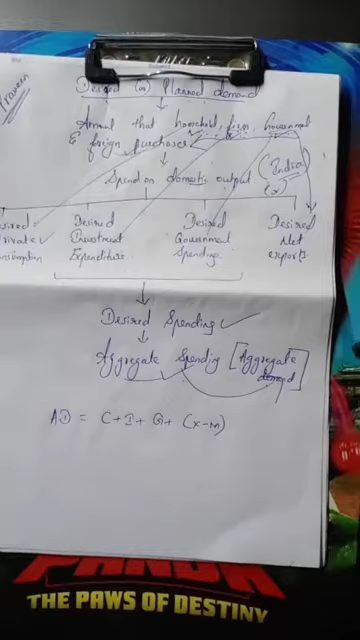 Praveen
Desired (or) Planned demand
Amount that household, firm, Government
& foreign purchases
Spend on domestic output (India)
(x)
Desired Desired Desired
Private Investment Government Net
Consumption Expenditure Spending exports
Desired Spending ✓
Aggregate Spending [Aggregate
demand]
AD = C+I+G+ (x-m)
PANDA
THE PAWS OF DESTINY